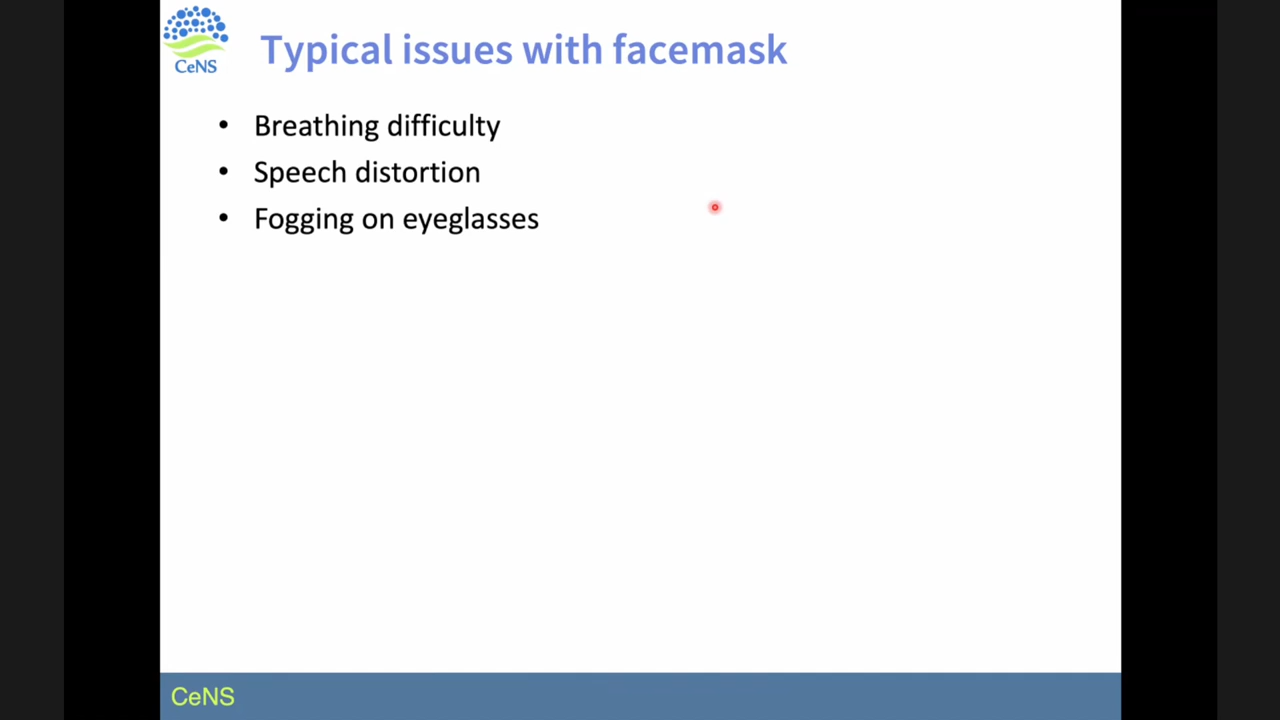 CeNS
Typical issues with facemask
• Breathing difficulty
• Speech distortion
• Fogging on eyeglasses
CeNS